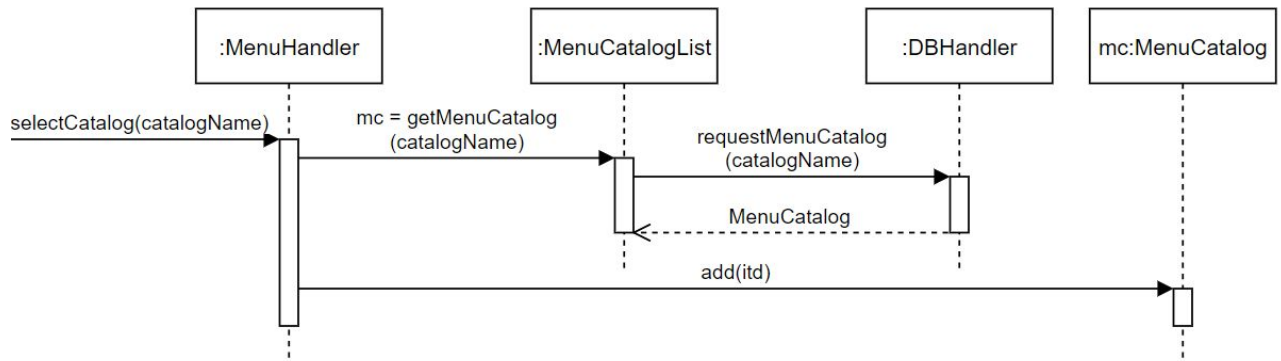 :MenuHandler
:MenuCatalogList
:DBHandler
mc:MenuCatalog
selectCatalog(catalogName)
mc = getMenuCatalog
(catalogName)
requestMenuCatalog
(catalogName)
MenuCatalog
add(itd)